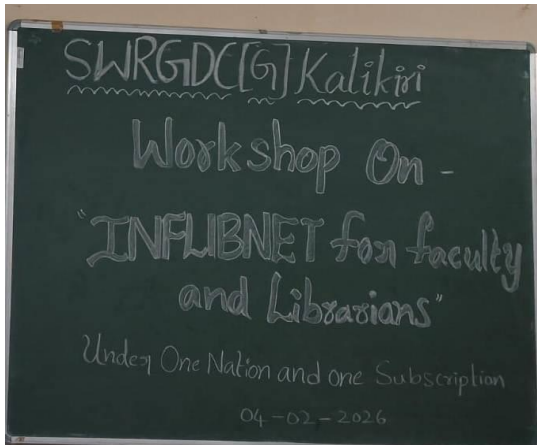 SWRGDC[G] Kalikiri
Workshop On -
"INFLIBNET for faculty
and Librarians"
Under One Nation and one Subscription
04-02-2026